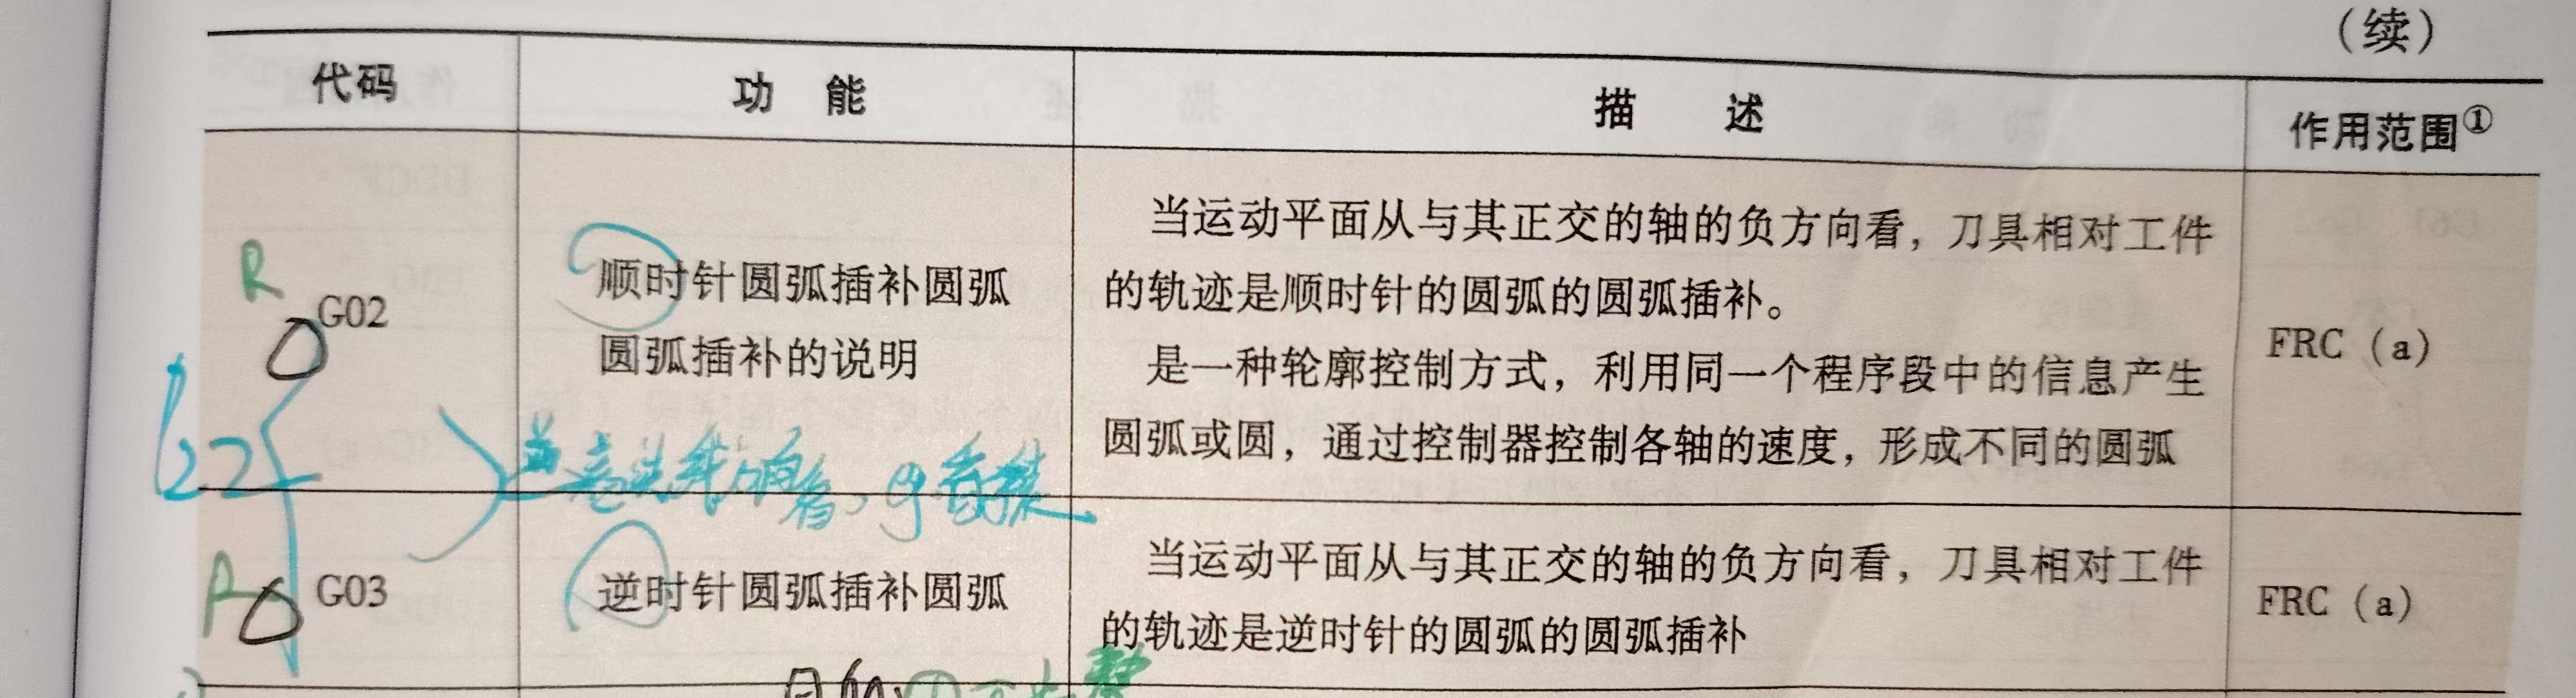 （续）
代码 功 能 描 述 作用范围①
R
G02
顺时针圆弧插补圆弧
圆弧插补的说明
当运动平面从与其正交的轴的负方向看，刀具相对工件
的轨迹是顺时针的圆弧的圆弧插补。
是一种轮廓控制方式，利用同一个程序段中的信息产生
圆弧或圆，通过控制器控制各轴的速度，形成不同的圆弧
FRC（a）
G03
逆时针圆弧插补圆弧
当运动平面从与其正交的轴的负方向看，刀具相对工件
的轨迹是逆时针的圆弧的圆弧插补
FRC（a）